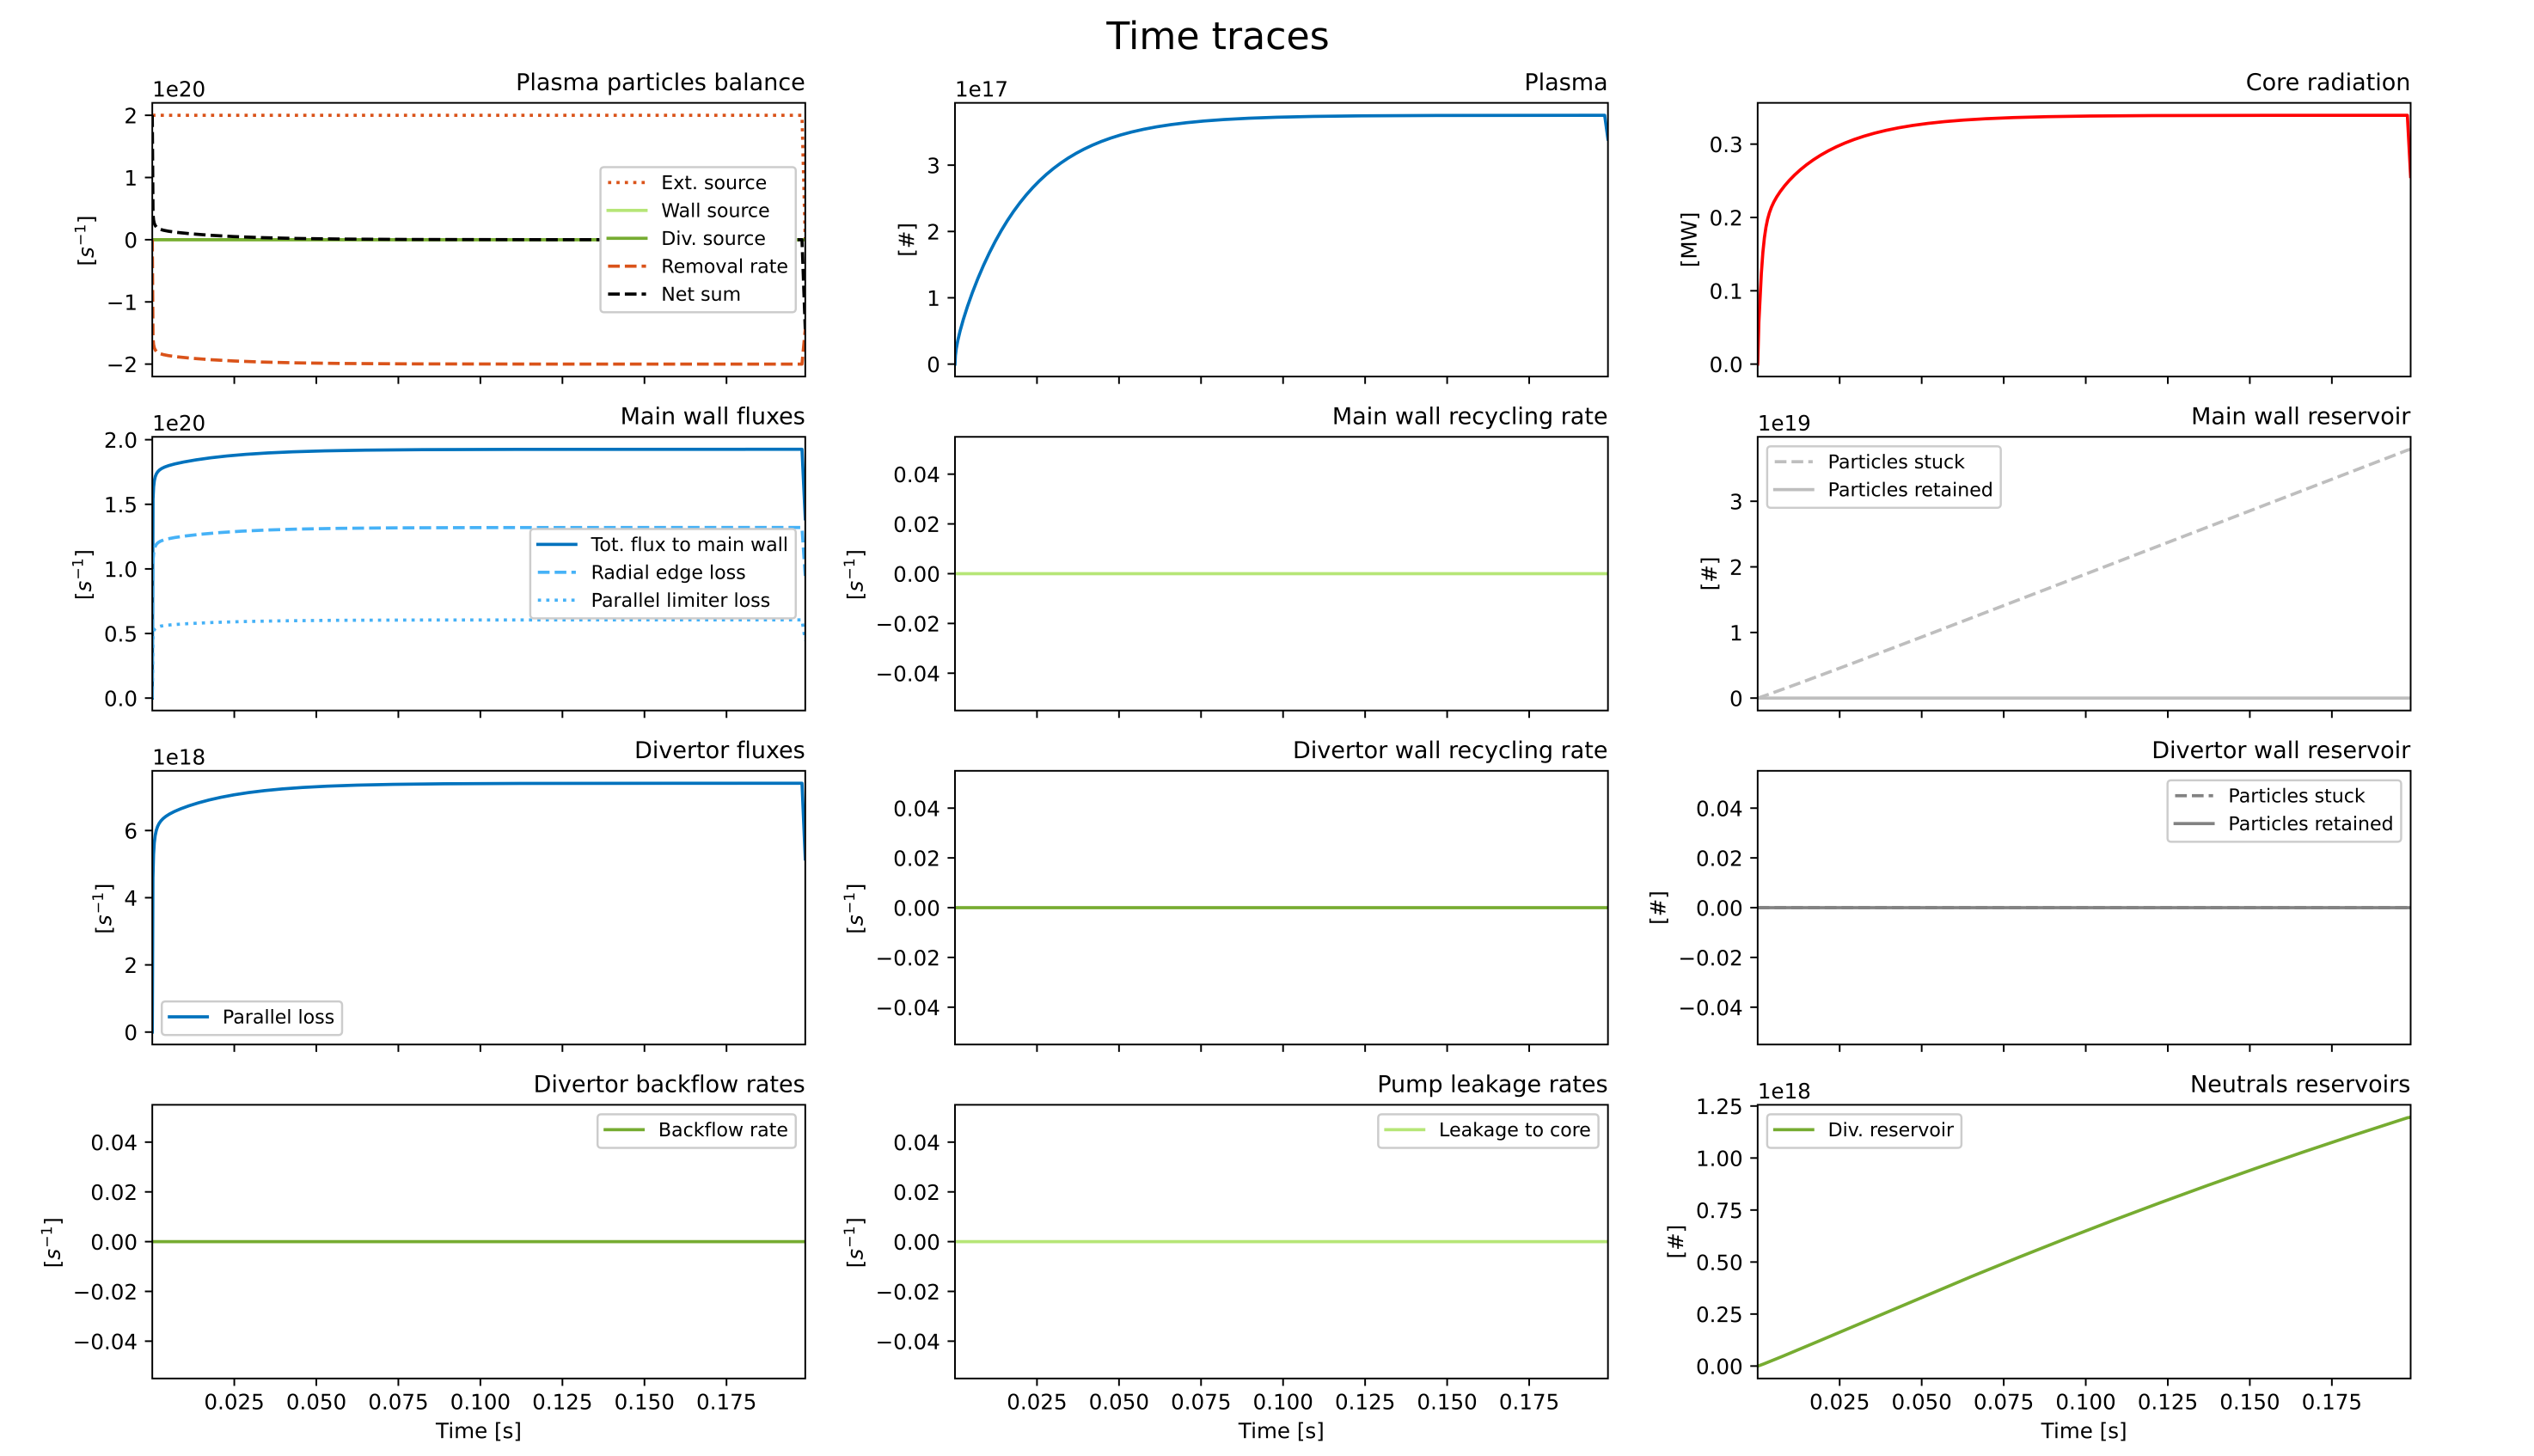 Time traces
1e20
Plasma particles balance
[s⁻¹]
2
1
0
−1
−2
Ext. source
Wall source
Div. source
Removal rate
Net sum
1e17
Plasma
[#]
3
2
1
0
Core radiation
[MW]
0.3
0.2
0.1
0.0
1e20
Main wall fluxes
[s⁻¹]
2.0
1.5
1.0
0.5
0.0
Tot. flux to main wall
Radial edge loss
Parallel limiter loss
Main wall recycling rate
[s⁻¹]
0.04
0.02
0.00
−0.02
−0.04
1e19
Main wall reservoir
[#]
3
2
1
0
Particles stuck
Particles retained
1e18
Divertor fluxes
[s⁻¹]
6
4
2
0
Parallel loss
Divertor wall recycling rate
[s⁻¹]
0.04
0.02
0.00
−0.02
−0.04
Divertor wall reservoir
[#]
0.04
0.02
0.00
−0.02
−0.04
Particles stuck
Particles retained
Divertor backflow rates
[s⁻¹]
0.04
0.02
0.00
−0.02
−0.04
Backflow rate
0.025 0.050 0.075 0.100 0.125 0.150 0.175
Time [s]
Pump leakage rates
[s⁻¹]
0.04
0.02
0.00
−0.02
−0.04
Leakage to core
0.025 0.050 0.075 0.100 0.125 0.150 0.175
Time [s]
1e18
Neutrals reservoirs
[#]
1.25
1.00
0.75
0.50
0.25
0.00
Div. reservoir
0.025 0.050 0.075 0.100 0.125 0.150 0.175
Time [s]